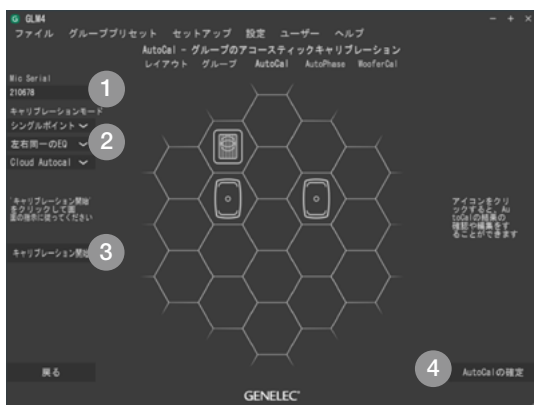 GLM4
ファイル グループプリセット セットアップ 設定 ユーザー ヘルプ
AutoCal - グループのアコースティックキャリブレーション
レイアウト グループ AutoCal AutoPhase WooferCal
Mic Serial
210678
1
キャリブレーションモード
シングルポイント
2
左右同一のEQ
Cloud Autocal
"キャリブレーション開始"
をクリックして画
面の指示に従ってください
アイコンをクリ
ックすると、Au
toCalの結果の
確認や編集をす
ることができます
キャリブレーション開始
3
戻る
4
AutoCalの確定
GENELEC